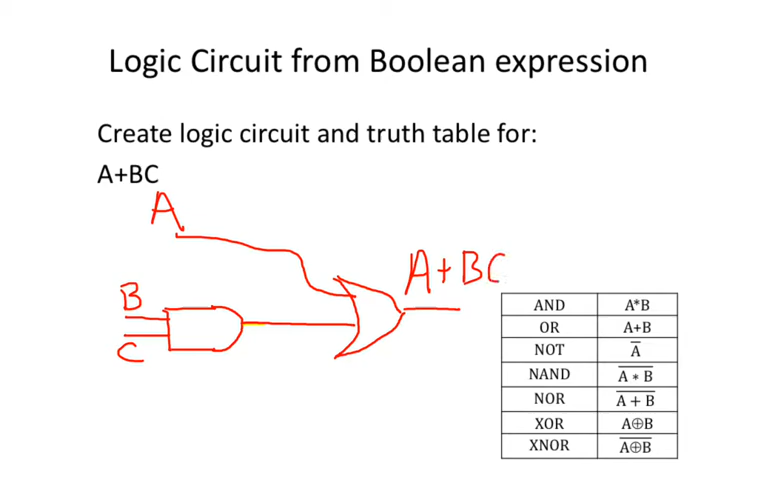 Logic Circuit from Boolean expression
Create logic circuit and truth table for:
A+BC
A
A+BC
B
C
AND A*B
OR A+B
NOT A̅
NAND A̅ ̅*̅ ̅B̅
NOR A̅ ̅+̅ ̅B̅
XOR A⊕B
XNOR A̅⊕̅B̅